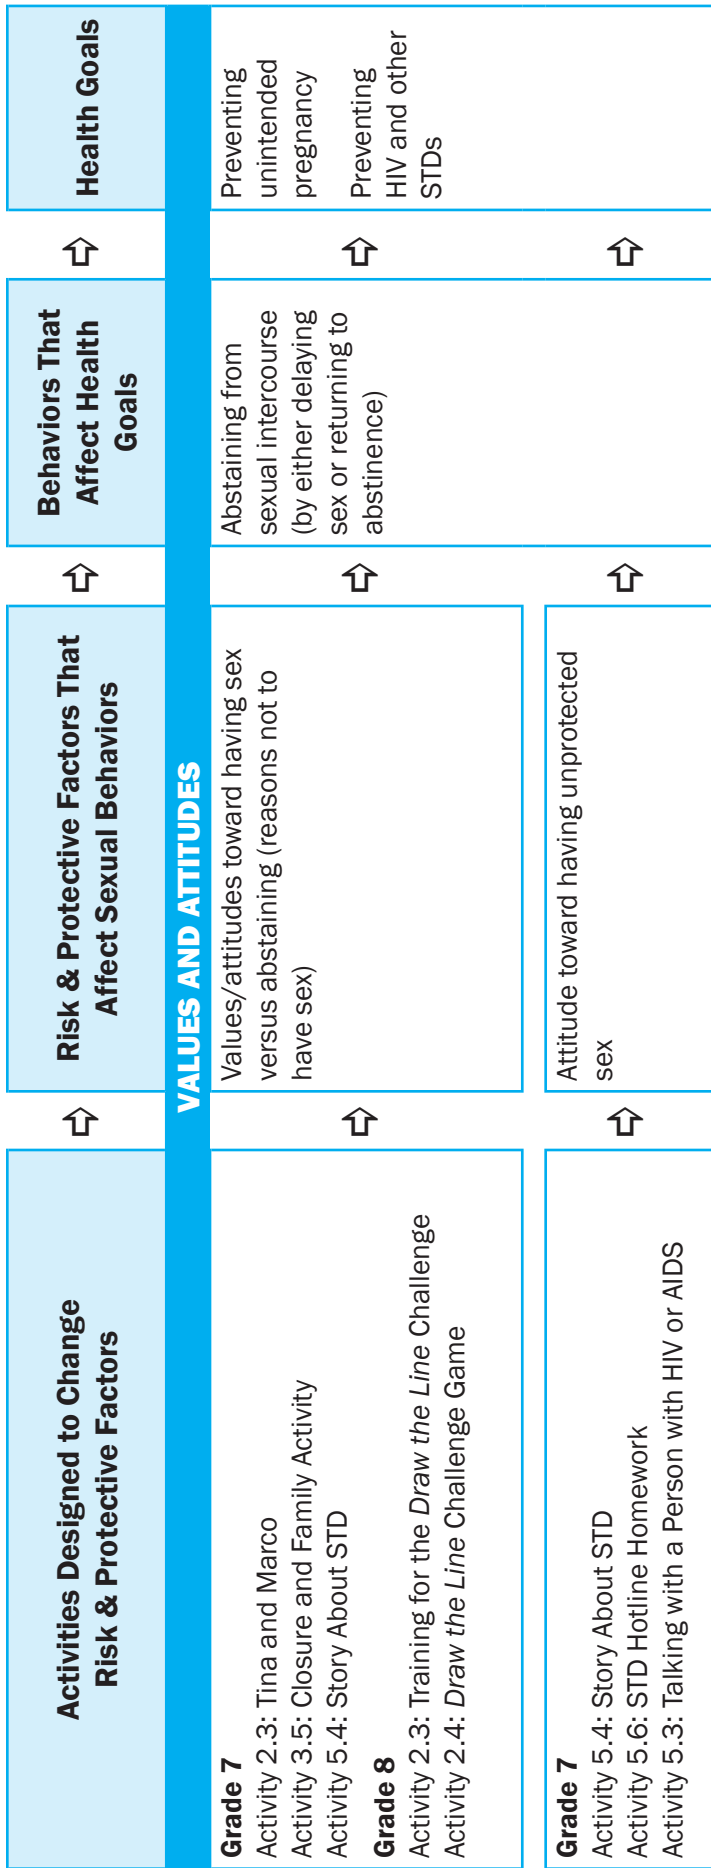 Activities Designed to Change
Risk & Protective Factors
Risk & Protective Factors That
Affect Sexual Behaviors
Behaviors That
Affect Health
Goals
Health Goals
VALUES AND ATTITUDES
Grade 7
Activity 2.3: Tina and Marco
Activity 3.5: Closure and Family Activity
Activity 5.4: Story About STD
Grade 8
Activity 2.3: Training for the Draw the Line Challenge
Activity 2.4: Draw the Line Challenge Game
Values/attitudes toward having sex
versus abstaining (reasons not to
have sex)
Abstaining from
sexual intercourse
(by either delaying
sex or returning to
abstinence)
Preventing
unintended
pregnancy
Preventing
HIV and other
STDs
Grade 7
Activity 5.4: Story About STD
Activity 5.6: STD Hotline Homework
Activity 5.3: Talking with a Person with HIV or AIDS
Attitude toward having unprotected
sex